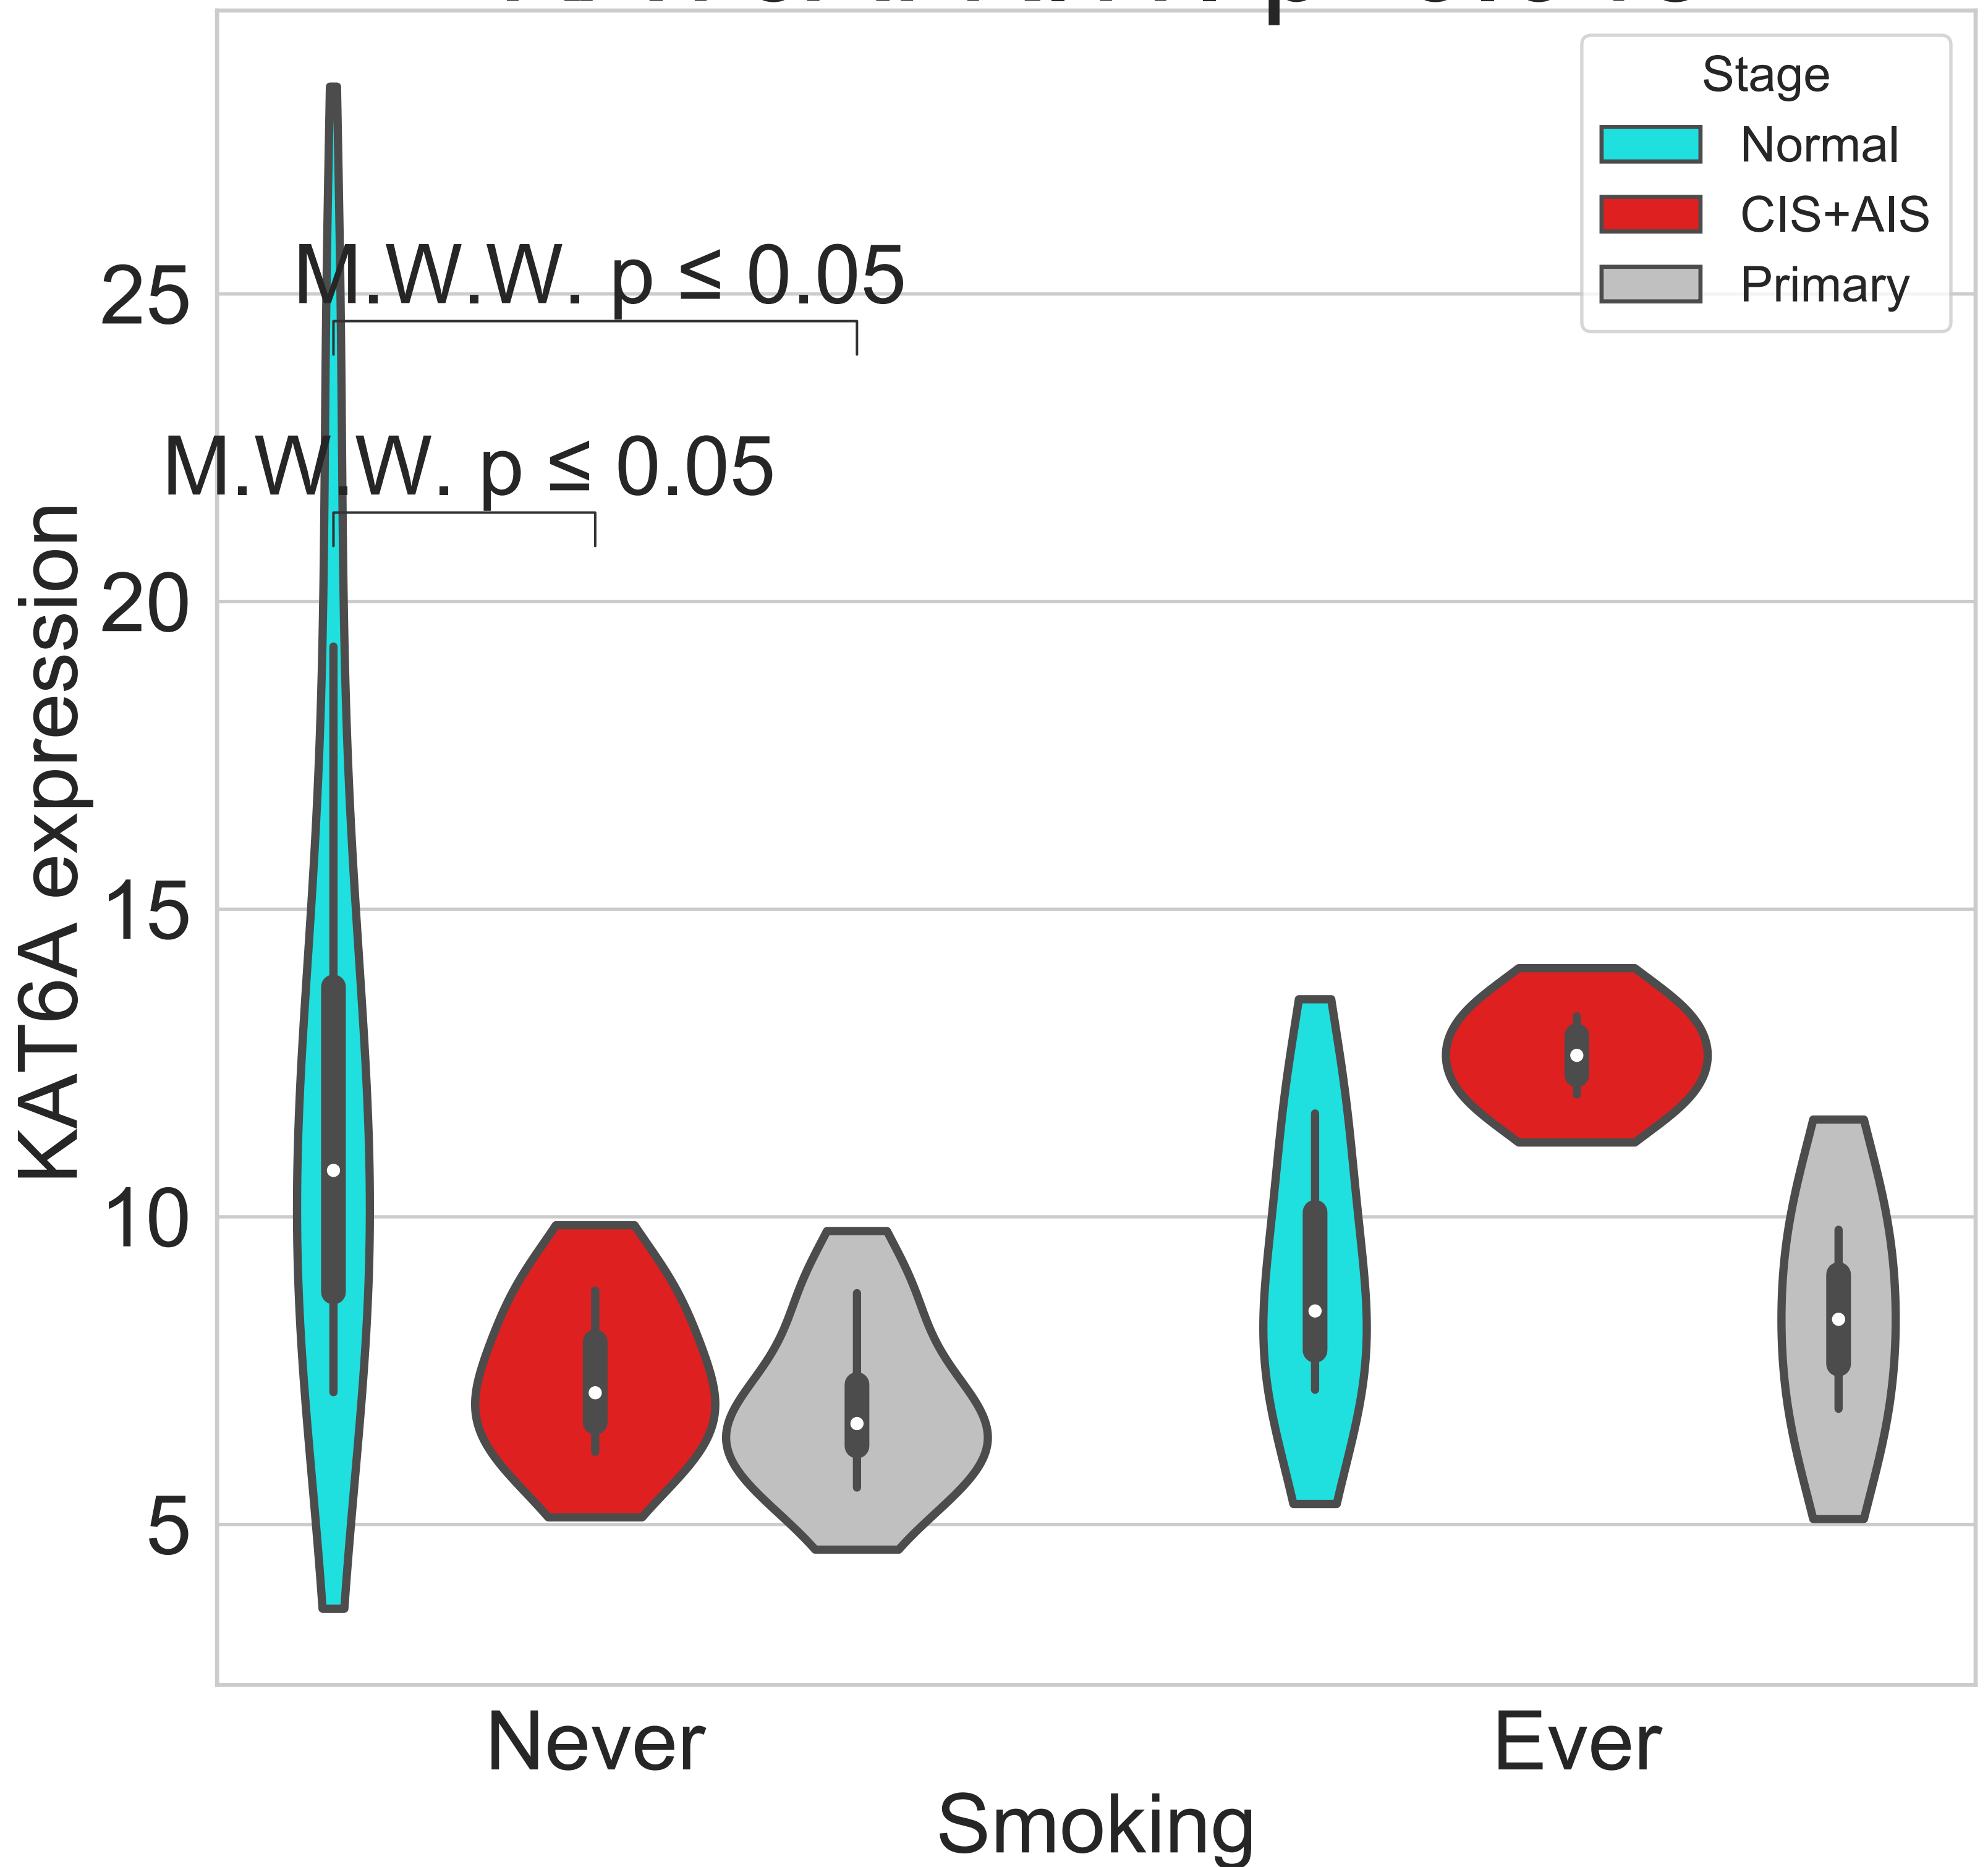 Stage
Normal
CIS+AIS
Primary
M.W.W. p ≤ 0.05
M.W.W. p ≤ 0.05
KAT6A expression
25
20
15
10
5
Never
Ever
Smoking